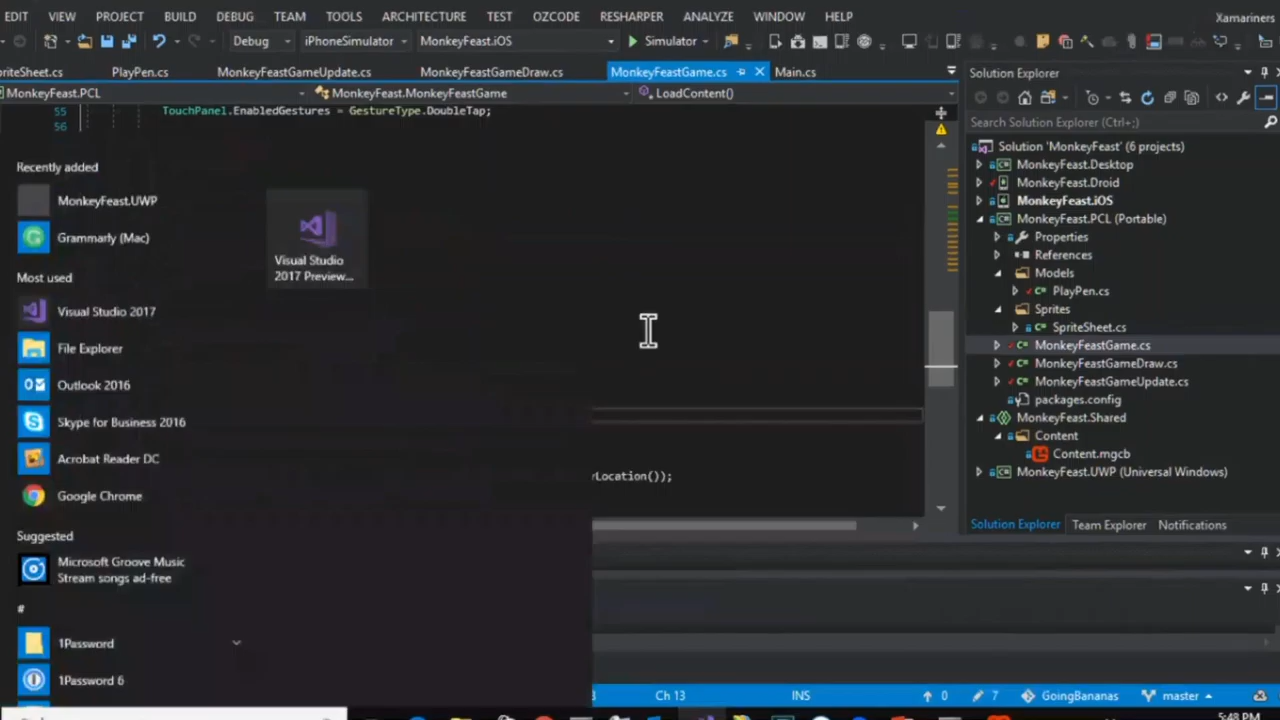 EDIT VIEW PROJECT BUILD DEBUG TEAM TOOLS ARCHITECTURE TEST OZCODE RESHARPER ANALYZE WINDOW HELP Xamariners
Debug iPhoneSimulator MonkeyFeast.iOS Simulator
riteSheet.cs PlayPen.cs MonkeyFeastGameUpdate.cs MonkeyFeastGameDraw.cs MonkeyFeastGame.cs Main.cs
MonkeyFeast.PCL MonkeyFeast.MonkeyFeastGame LoadContent()
55 TouchPanel.EnabledGestures = GestureType.DoubleTap;
56
Recently added
MonkeyFeast.UWP
Grammarly (Mac)
Most used
Visual Studio 2017
File Explorer
Outlook 2016
Skype for Business 2016
Acrobat Reader DC
Google Chrome
Suggested
Microsoft Groove Music
Stream songs ad-free
#
1Password
1Password 6
Visual Studio
2017 Preview...
yLocation());
Solution Explorer
Search Solution Explorer (Ctrl+;)
Solution 'MonkeyFeast' (6 projects)
MonkeyFeast.Desktop
MonkeyFeast.Droid
MonkeyFeast.iOS
MonkeyFeast.PCL (Portable)
Properties
References
Models
PlayPen.cs
Sprites
SpriteSheet.cs
MonkeyFeastGame.cs
MonkeyFeastGameDraw.cs
MonkeyFeastGameUpdate.cs
packages.config
MonkeyFeast.Shared
Content
Content.mgcb
MonkeyFeast.UWP (Universal Windows)
Solution Explorer Team Explorer Notifications
Ch 13 INS 0 7 GoingBananas master
5:48 PM